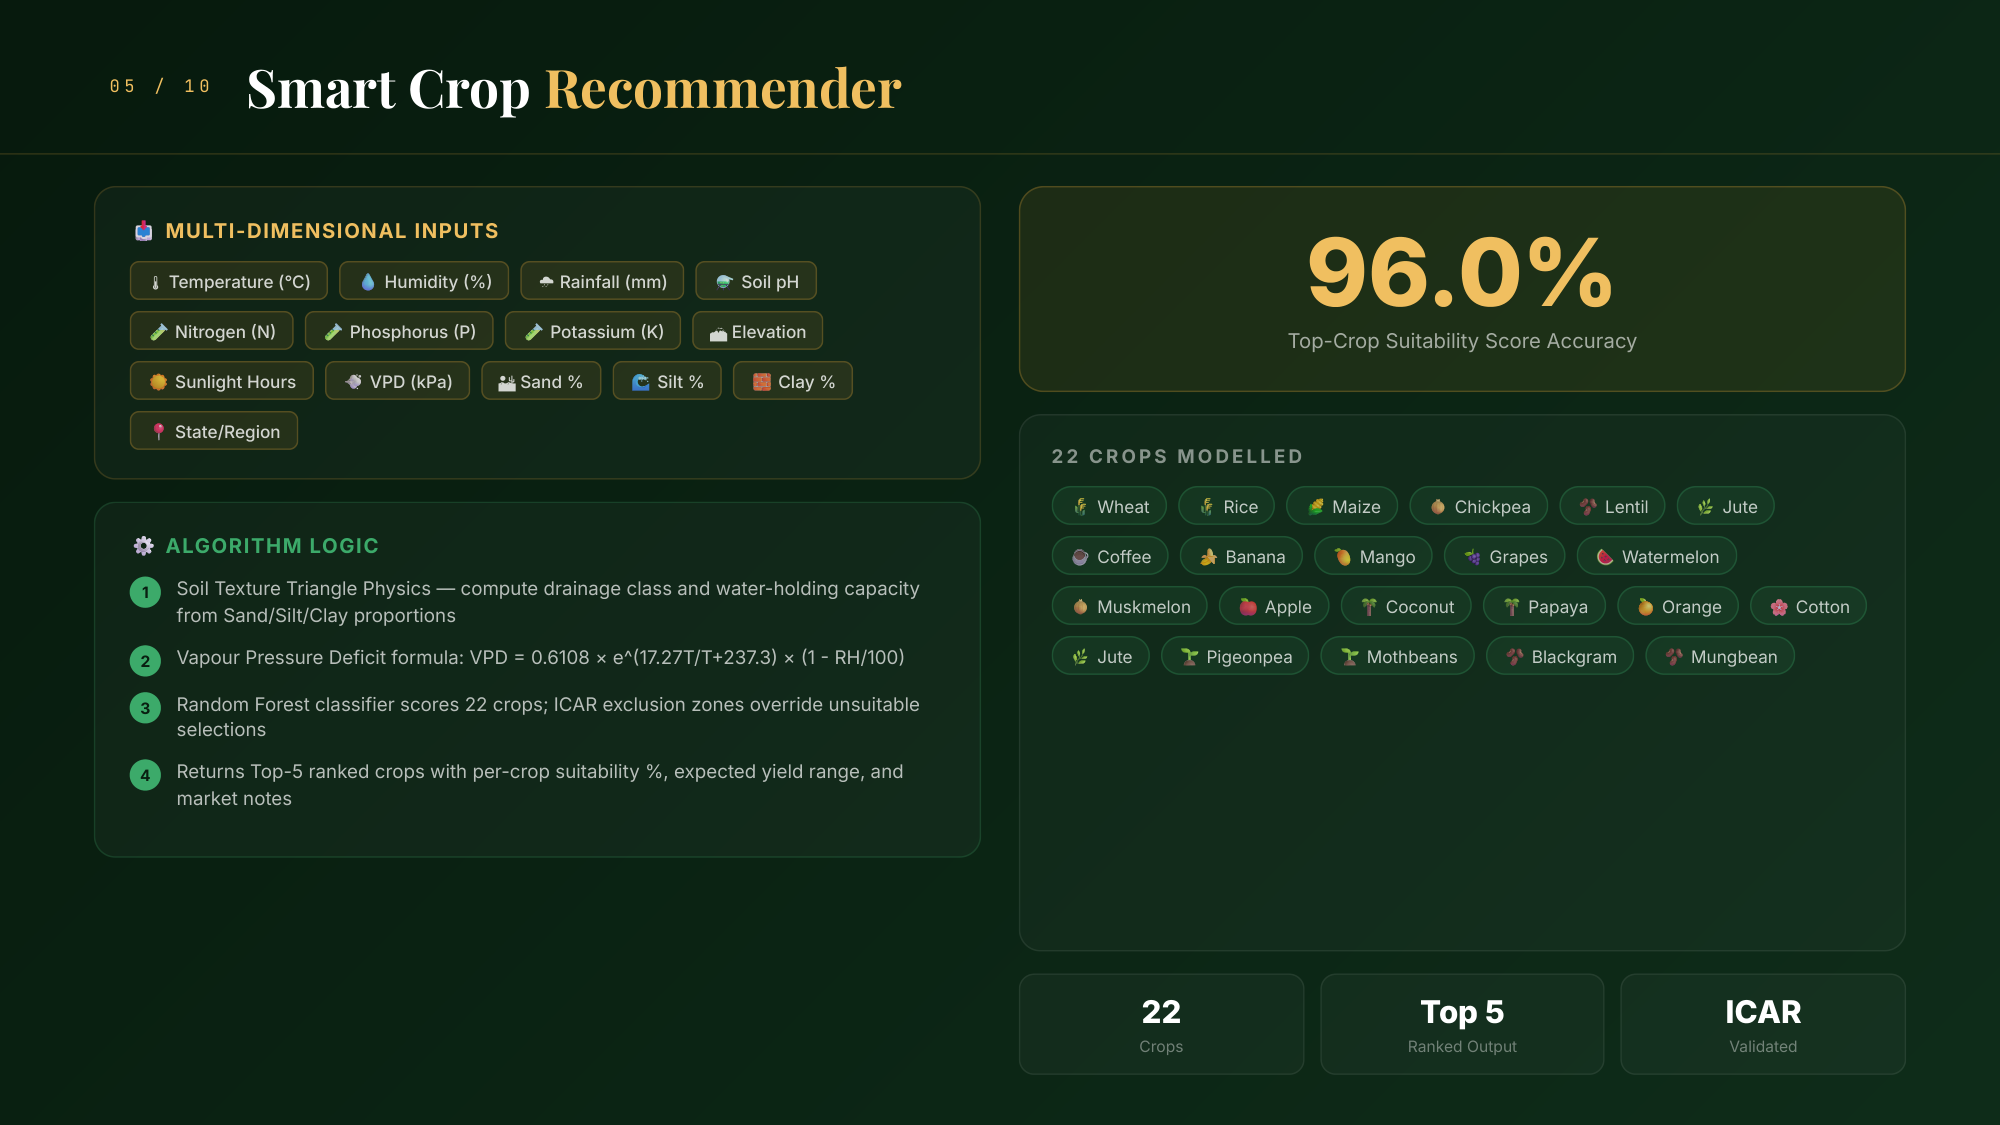 05 / 10
Smart Crop Recommender
MULTI-DIMENSIONAL INPUTS
Temperature (°C) Humidity (%) Rainfall (mm) Soil pH
Nitrogen (N) Phosphorus (P) Potassium (K) Elevation
Sunlight Hours VPD (kPa) Sand % Silt % Clay %
State/Region
ALGORITHM LOGIC
1 Soil Texture Triangle Physics — compute drainage class and water-holding capacity
from Sand/Silt/Clay proportions
2 Vapour Pressure Deficit formula: VPD = 0.6108 × e^(17.27T/T+237.3) × (1 - RH/100)
3 Random Forest classifier scores 22 crops; ICAR exclusion zones override unsuitable
selections
4 Returns Top-5 ranked crops with per-crop suitability %, expected yield range, and
market notes
96.0%
Top-Crop Suitability Score Accuracy
22 CROPS MODELLED
Wheat Rice Maize Chickpea Lentil Jute
Coffee Banana Mango Grapes Watermelon
Muskmelon Apple Coconut Papaya Orange Cotton
Jute Pigeonpea Mothbeans Blackgram Mungbean
22
Crops
Top 5
Ranked Output
ICAR
Validated